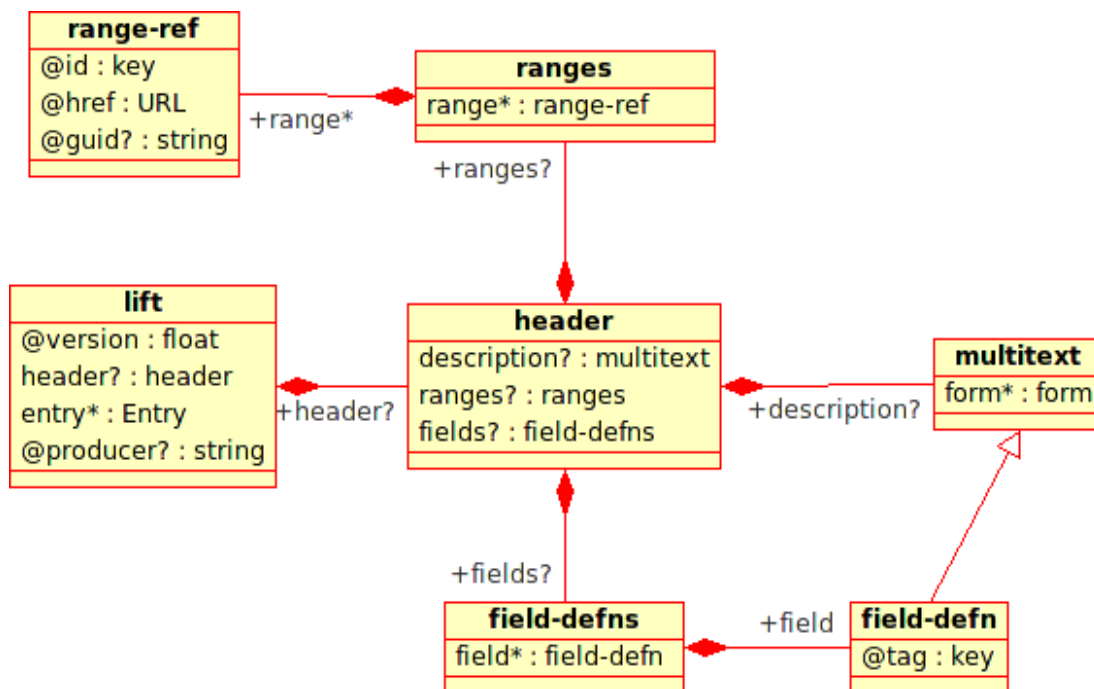 range-ref
@id : key
@href : URL
@guid? : string
+range*
ranges
range* : range-ref
+ranges?
lift
@version : float
header? : header
entry* : Entry
@producer? : string
+header?
header
description? : multitext
ranges? : ranges
fields? : field-defns
+description?
multitext
form* : form
+fields?
field-defns
field* : field-defn
+field
field-defn
@tag : key